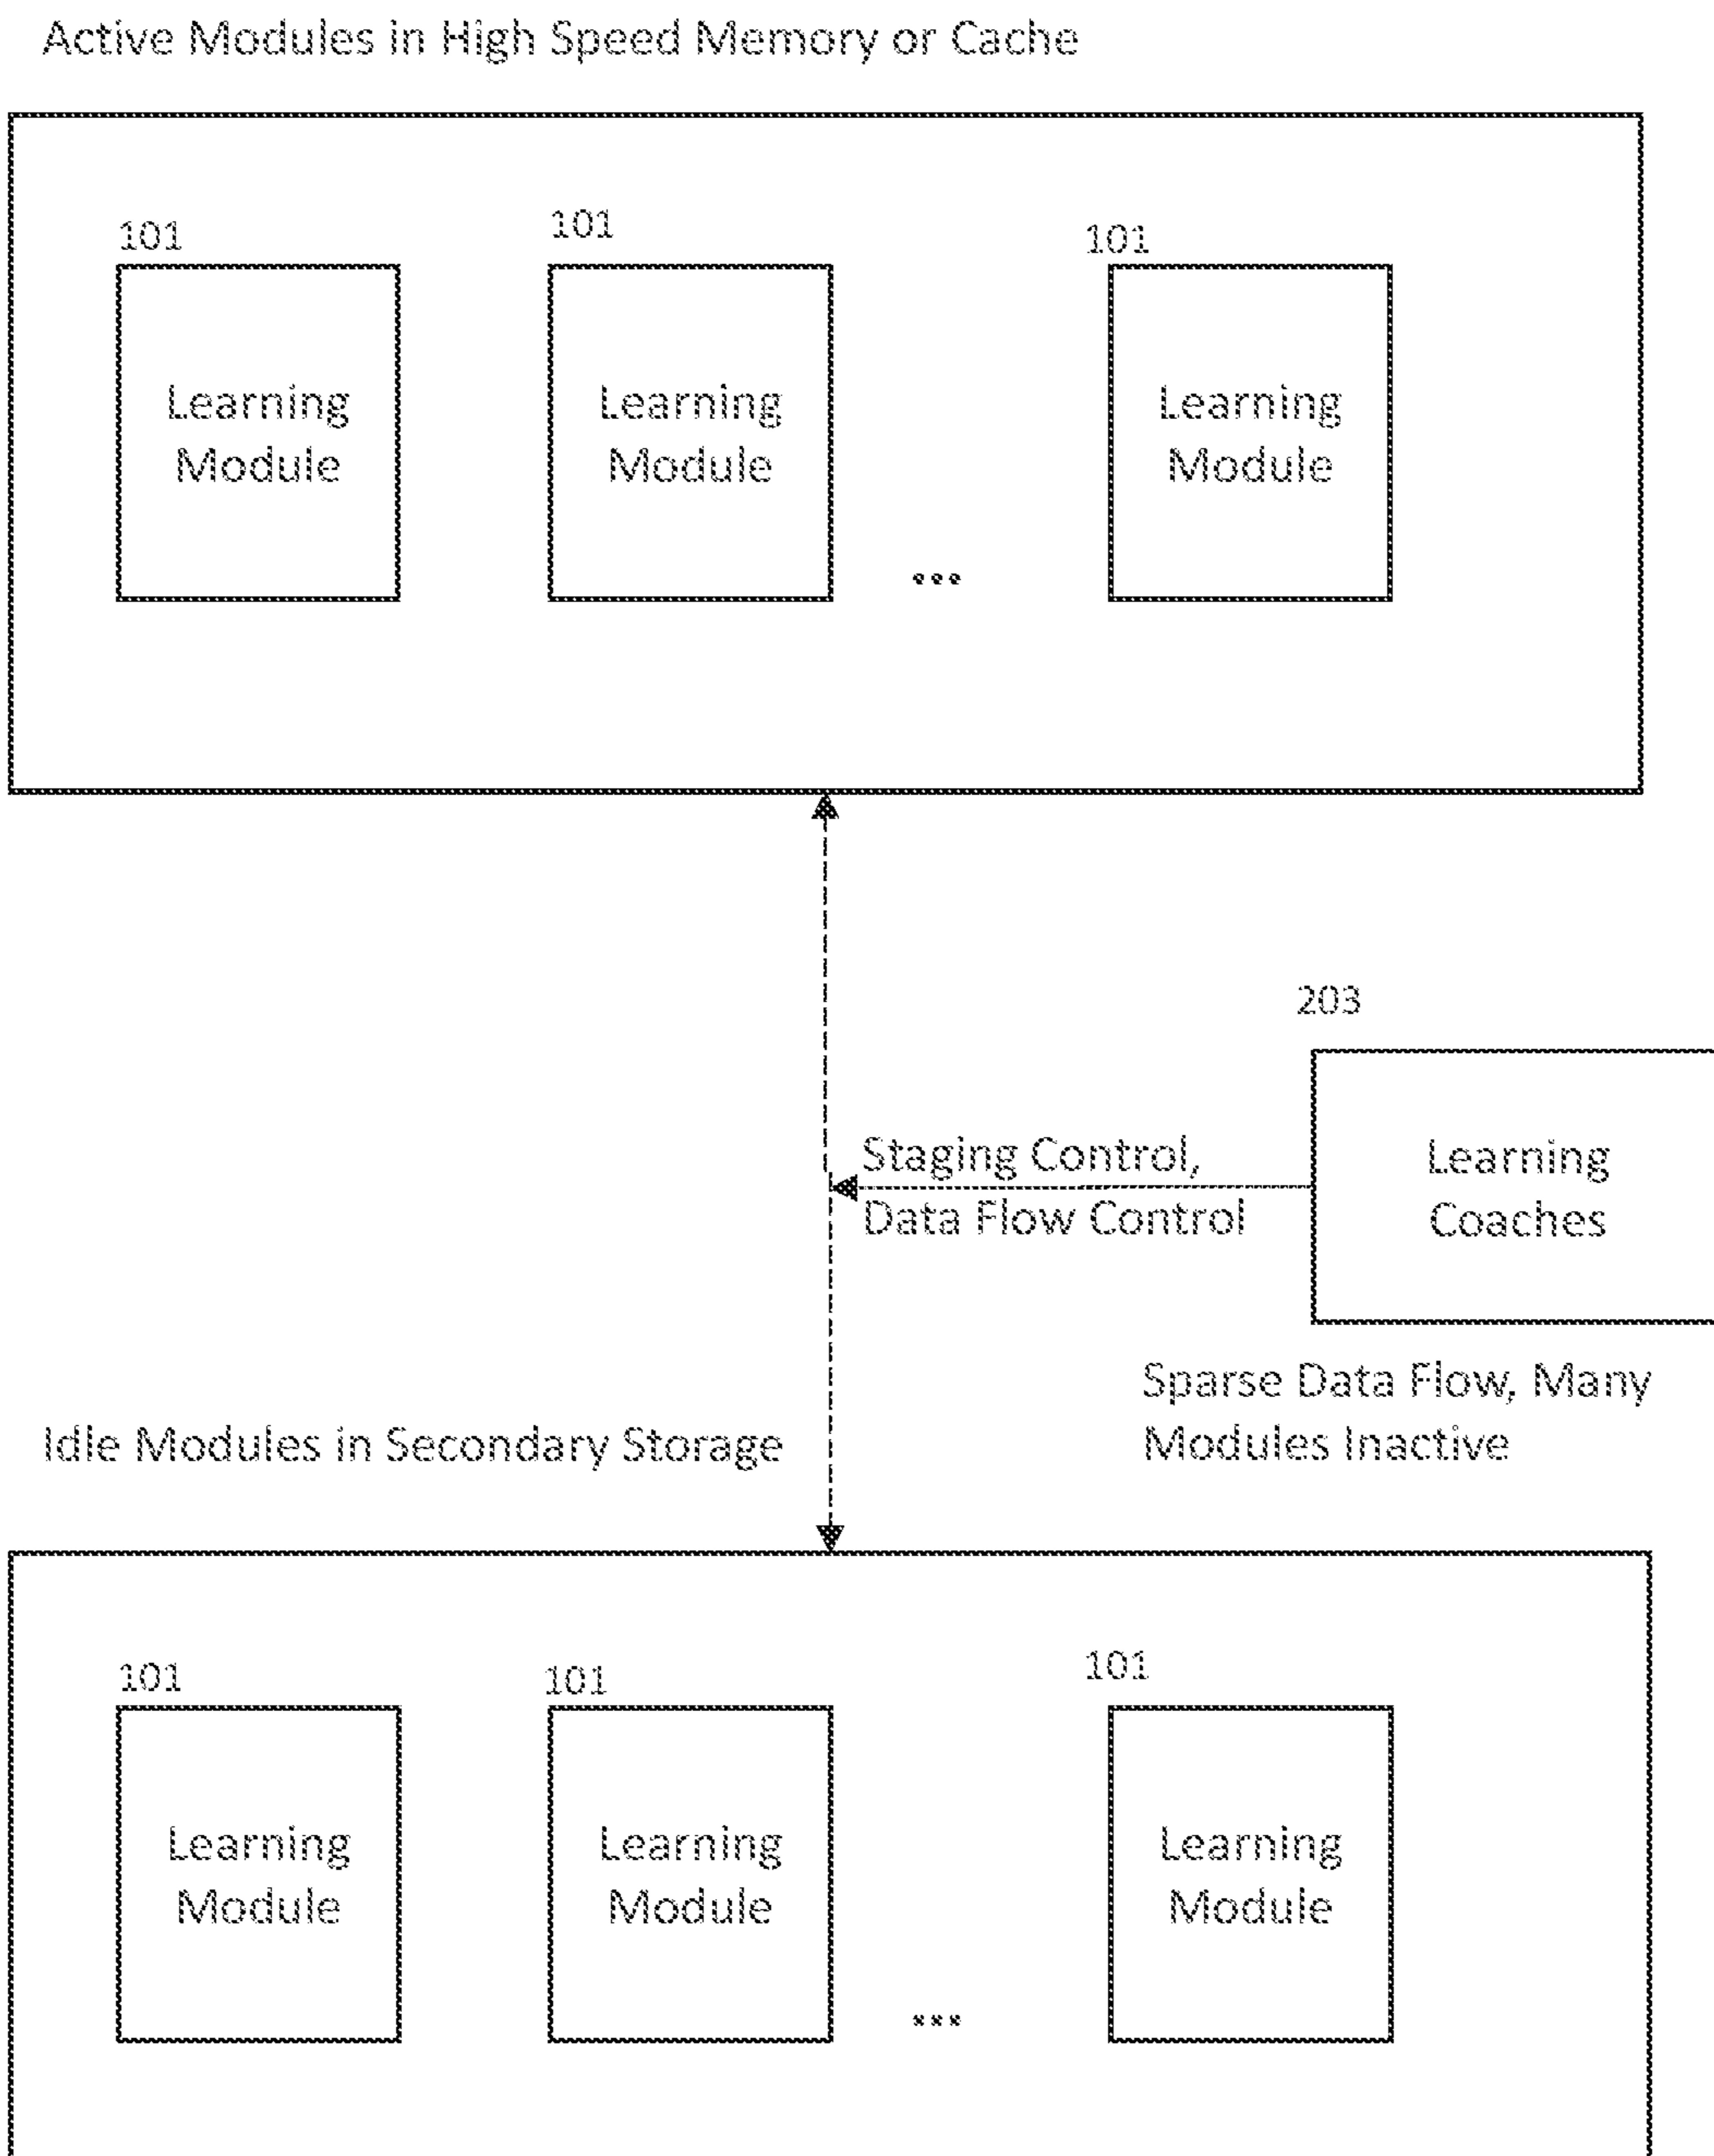 Active Modules in High Speed Memory or Cache
101
101
101
Learning
Module
Learning
Module
Learning
Module
...
203
Staging Control,
Data Flow Control
Learning
Coaches
Sparse Data Flow, Many
Modules Inactive
Idle Modules in Secondary Storage
101
101
101
Learning
Module
Learning
Module
Learning
Module
...